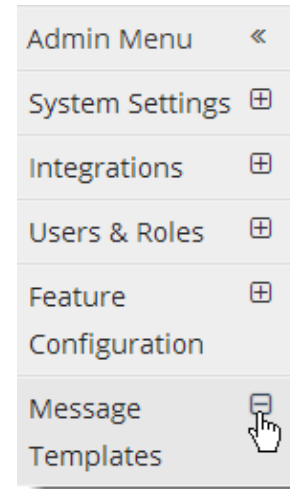 Admin Menu «
System Settings
Integrations
Users & Roles
Feature
Configuration
Message
Templates